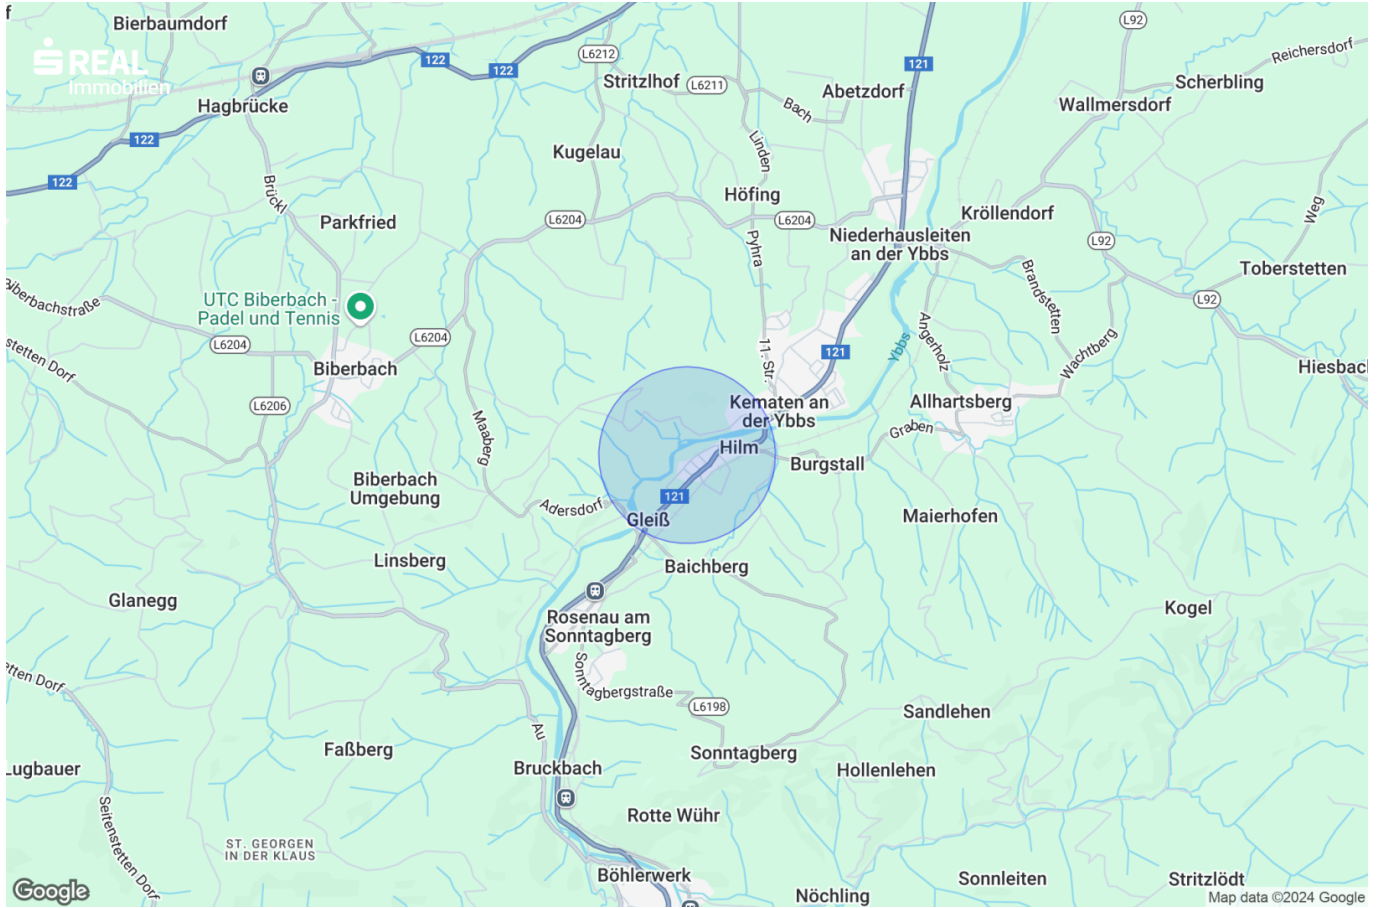 Bierbaumdorf
L92
S REAL
Immobilien
122
L6212
122
121
Reichersdorf
Stritzlhof
L6211
Abetzdorf
Scherbling
Hagbrücke
Bach
Wallmersdorf
122
Linden
Kugelau
122
Brückl
Höfing
Weg
Parkfried
L6204
L6204
Kröllendorf
Pyhra
Niederhausleiten
an der Ybbs
L92
Brandstetten
Toberstetten
Biberbachstraße
UTC Biberbach -
Padel und Tennis
L92
L6204
L6204
Angerholz
Ybbs
stetten Dorf
11. Str.
121
Wachtberg
Biberbach
Hiesbach
L6206
Kematen an
der Ybbs
Allhartsberg
Maaberg
Graben
Hilm
Burgstall
Biberbach
Umgebung
121
Adersdorf
Gleiß
Maierhofen
Linsberg
Baichberg
Glanegg
Kogel
Rosenau am
Sonntagberg
etten Dorf
Sonntagbergstraße
L6198
Sandlehen
Au
Faßberg
Sonntagberg
Lugbauer
Bruckbach
Hollenlehen
Seitenstetten Dorf
Rotte Wühr
ST. GEORGEN
IN DER KLAUS
Böhlerwerk
Sonnleiten
Stritzlödt
Google
Nöchling
Map data ©2024 Google